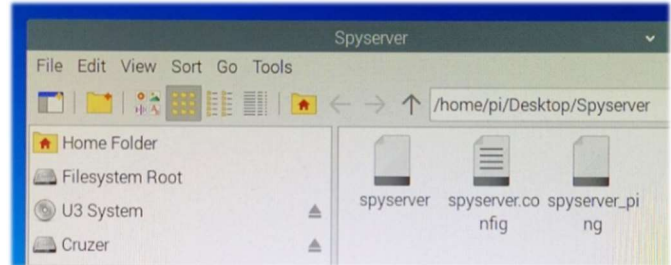 Spyserver
File Edit View Sort Go Tools
/home/pi/Desktop/Spyserver
Home Folder
Filesystem Root
U3 System
Cruzer
spyserver
spyserver.co
nfig
spyserver_pi
ng